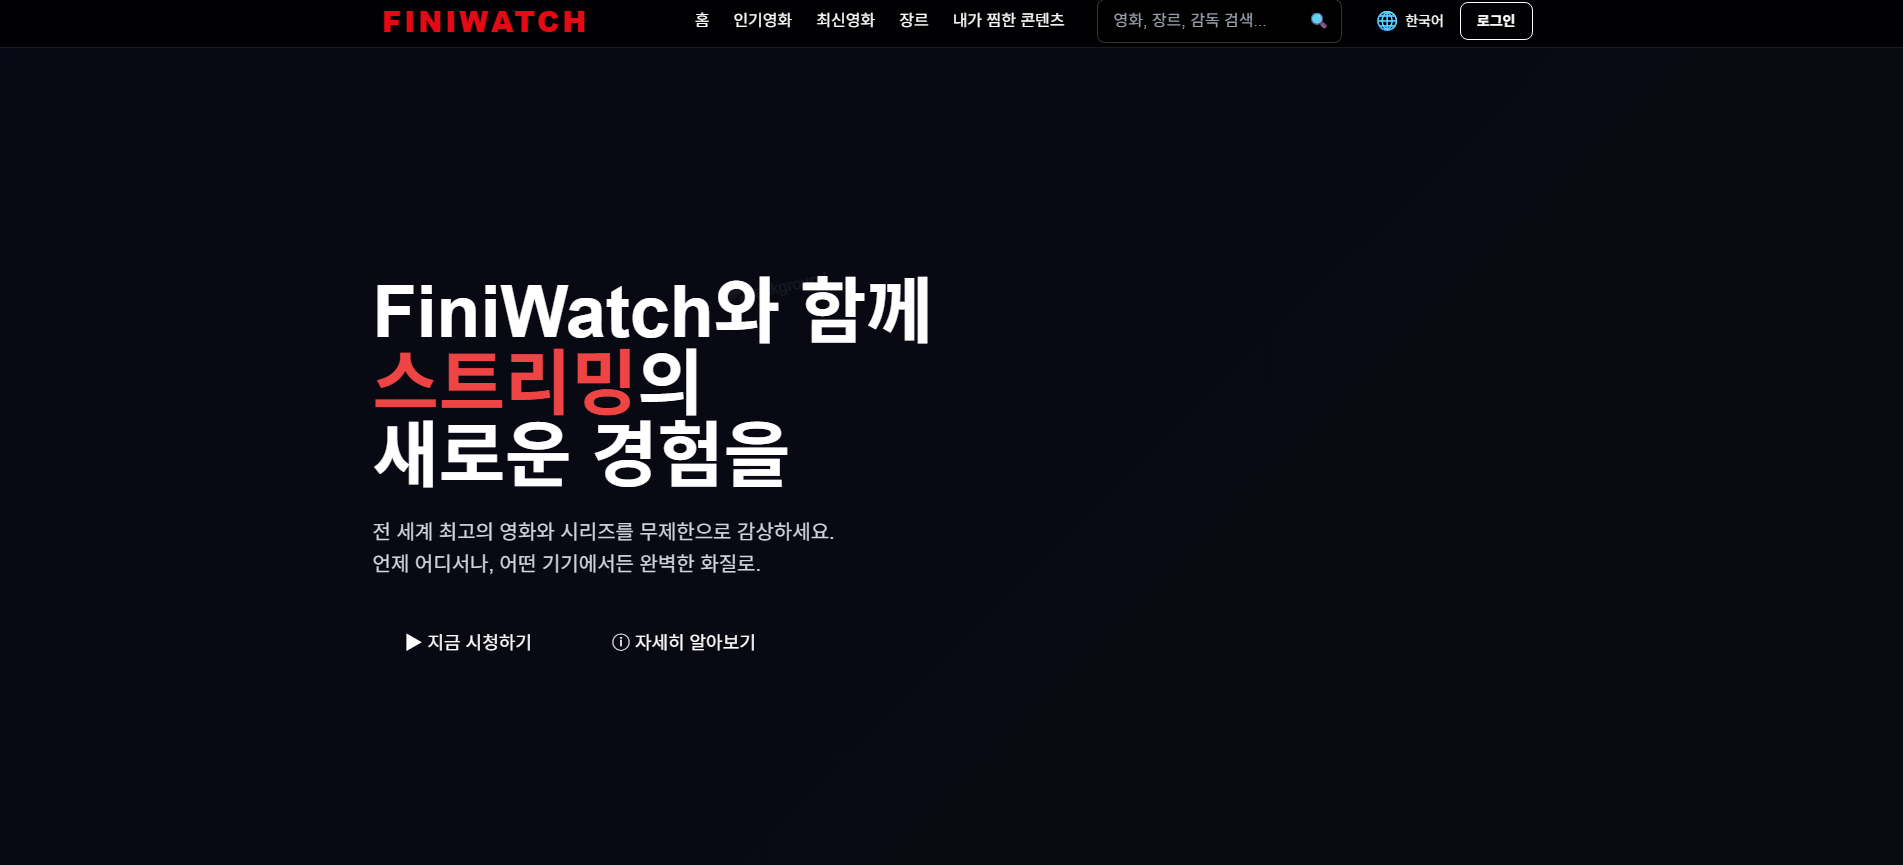 FINIWATCH
홈 인기영화 최신영화 장르 내가 찜한 콘텐츠 영화, 장르, 감독 검색... 한국어 로그인
FiniWatch와 함께
스트리밍의
새로운 경험을
전 세계 최고의 영화와 시리즈를 무제한으로 감상하세요.
언제 어디서나, 어떤 기기에서든 완벽한 화질로.
▶ 지금 시청하기 ⓘ 자세히 알아보기